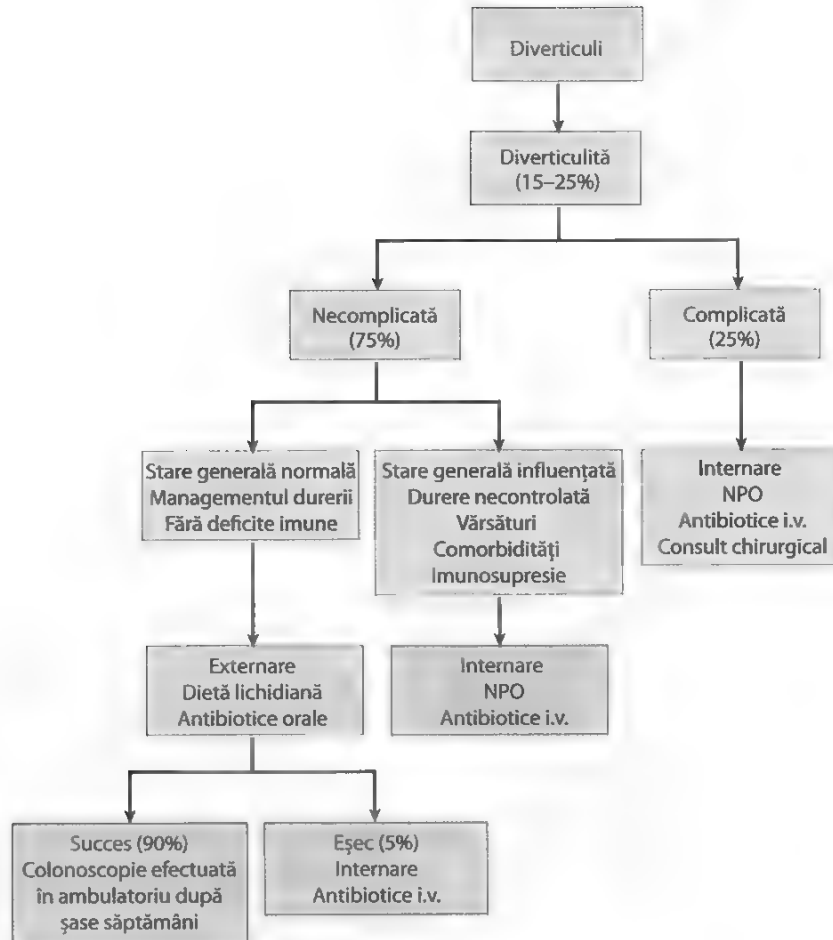 Diverticuli
Diverticulită
(15–25%)
Necomplicată
(75%)
Complicată
(25%)
Stare generală normală
Managementul durerii
Fără deficite imune
Stare generală influențată
Durere necontrolată
Vărsături
Comorbidități
Imunosupresie
Internare
NPO
Antibiotice i.v.
Consult chirurgical
Externare
Dietă lichidiană
Antibiotice orale
Internare
NPO
Antibiotice i.v.
Succes (90%)
Colonoscopie efectuată
în ambulatoriu după
șase săptămâni
Eșec (5%)
Internare
Antibiotice i.v.